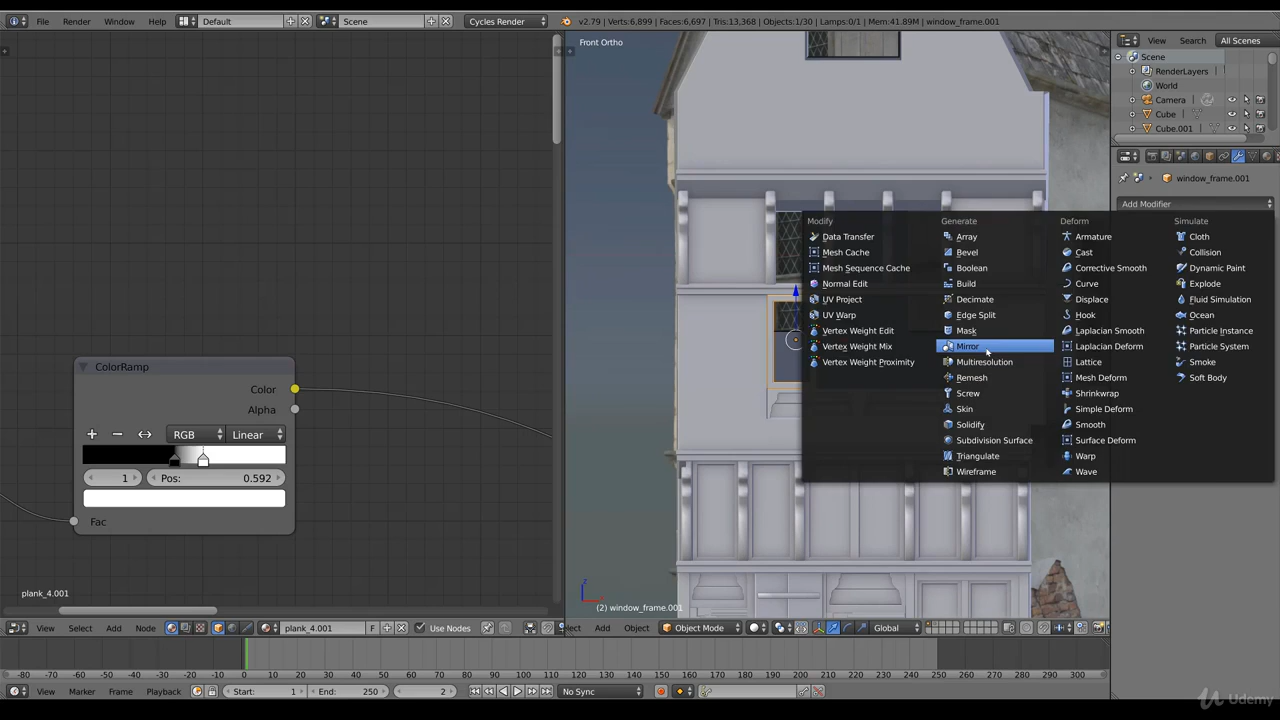 File Render Window Help Default Scene Cycles Render v2.79 | Verts:6,899 | Faces:6,697 | Tris:13,368 | Objects:1/30 | Lamps:0/1 | Mem:41.89M | window_frame.001
Front Ortho
View Search All Scenes
Scene
RenderLayers
World
Camera
Cube
Cube.001
window_frame.001
Add Modifier
Modify Generate Deform Simulate
Data Transfer Array Armature Cloth
Mesh Cache Bevel Cast Collision
Mesh Sequence Cache Boolean Corrective Smooth Dynamic Paint
Normal Edit Build Curve Explode
UV Project Decimate Displace Fluid Simulation
UV Warp Edge Split Hook Ocean
Vertex Weight Edit Mask Laplacian Smooth Particle Instance
Vertex Weight Mix Mirror Laplacian Deform Particle System
Vertex Weight Proximity Multiresolution Lattice Smoke
Remesh Mesh Deform Soft Body
Screw Shrinkwrap
Skin Simple Deform
Solidify Smooth
Subdivision Surface Surface Deform
Triangulate Warp
Wireframe Wave
ColorRamp
Color
Alpha
RGB Linear
1 Pos: 0.592
Fac
plank_4.001
z
(2) window_frame.001
View Select Add Node plank_4.001 F Use Nodes
ect Add Object Object Mode Global
-80 -70 -60 -50 -40 -30 -20 -10 0 10 20 30 40 50 60 70 80 90 100 110 120 130 140 150 160 170 180 190 200 210 220 230 240 250 260 270 280 290 300
View Marker Frame Playback Start: 1 End: 250 2 No Sync
Udemy